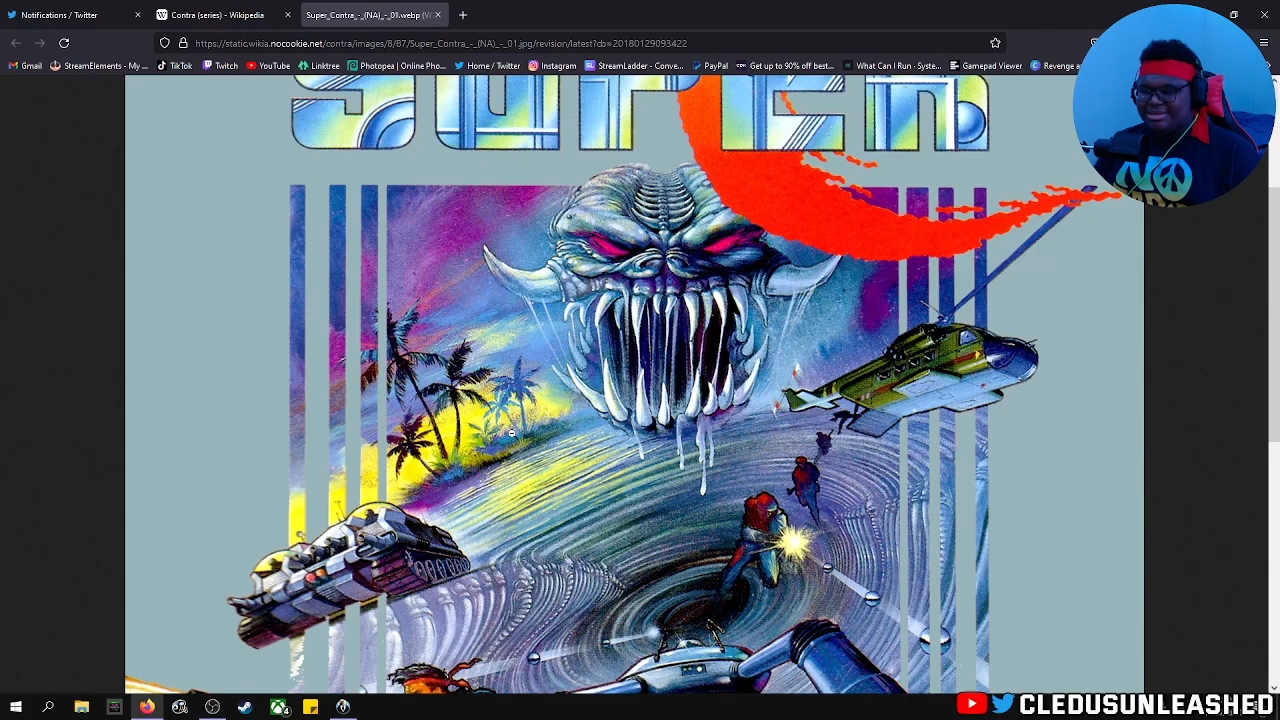 Notifications / Twitter
Contra (series) - Wikipedia
Super_Contra_-_(NA)_-_01.webp (W
https://static.wikia.nocookie.net/contra/images/8/87/Super_Contra_-_(NA)_-_01.jpg/revision/latest?cb=20180129093422
Gmail
StreamElements - My ...
TikTok
Twitch
YouTube
Linktree
Photopea | Online Pho...
Home / Twitter
Instagram
StreamLadder - Conve...
PayPal
Get up to 90% off best...
What Can I Run - Syste...
Gamepad Viewer
Revenge a
SUPER
NO
CLEDUSUNLEASHED